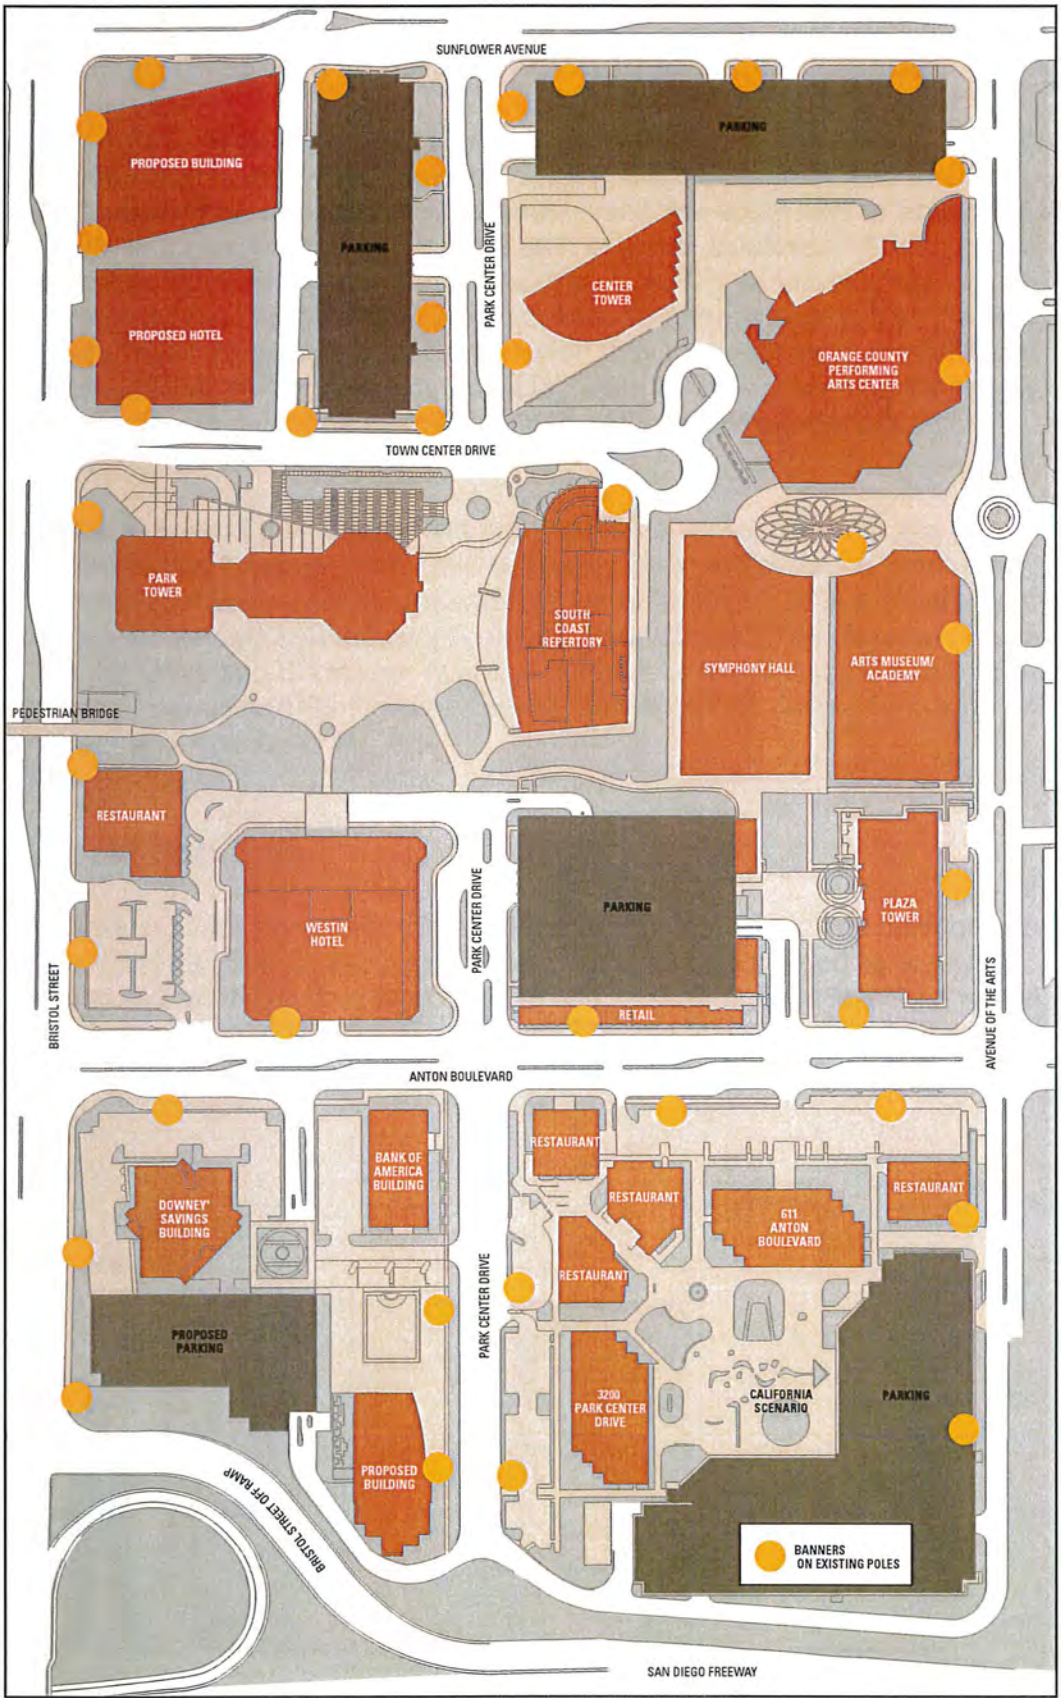 SUNFLOWER AVENUE
PARKING
PROPOSED BUILDING
PARKING
PARK CENTER DRIVE
CENTER
TOWER
PROPOSED HOTEL
ORANGE COUNTY
PERFORMING
ARTS CENTER
TOWN CENTER DRIVE
PARK
TOWER
SOUTH
COAST
REPERTORY
SYMPHONY HALL
ARTS MUSEUM/
ACADEMY
PEDESTRIAN BRIDGE
RESTAURANT
WESTIN
HOTEL
PARK CENTER DRIVE
PARKING
PLAZA
TOWER
BRISTOL STREET
RETAIL
AVENUE OF THE ARTS
ANTON BOULEVARD
RESTAURANT
BANK OF
AMERICA
BUILDING
DOWNEY'
SAVINGS
BUILDING
RESTAURANT
611
ANTON
BOULEVARD
RESTAURANT
RESTAURANT
PARK CENTER DRIVE
PROPOSED
PARKING
3200
PARK CENTER
DRIVE
CALIFORNIA
SCENARIO
PARKING
PROPOSED
BUILDING
BRISTOL STREET OFF RAMP
BANNERS
ON EXISTING POLES
SAN DIEGO FREEWAY